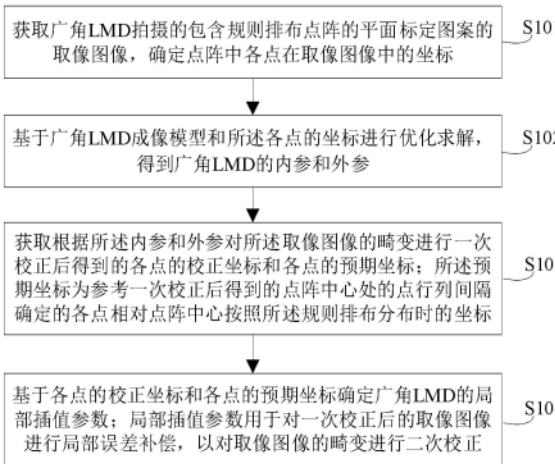 获取广角LMD拍摄的包含规则排布点阵的平面标定图案的
取像图像，确定点阵中各点在取像图像中的坐标
S101
基于广角LMD成像模型和所述各点的坐标进行优化求解，
得到广角LMD的内参和外参
S102
获取根据所述内参和外参对所述取像图像的畸变进行一次
校正后得到的各点的校正坐标和各点的预期坐标；所述预
期坐标为参考一次校正后得到的点阵中心处的点行列间隔
确定的各点相对点阵中心按照所述规则排布分布时的坐标
S10
基于各点的校正坐标和各点的预期坐标确定广角LMD的局
部插值参数；局部插值参数用于对一次校正后的取像图像
进行局部误差补偿，以对取像图像的畸变进行二次校正
S10